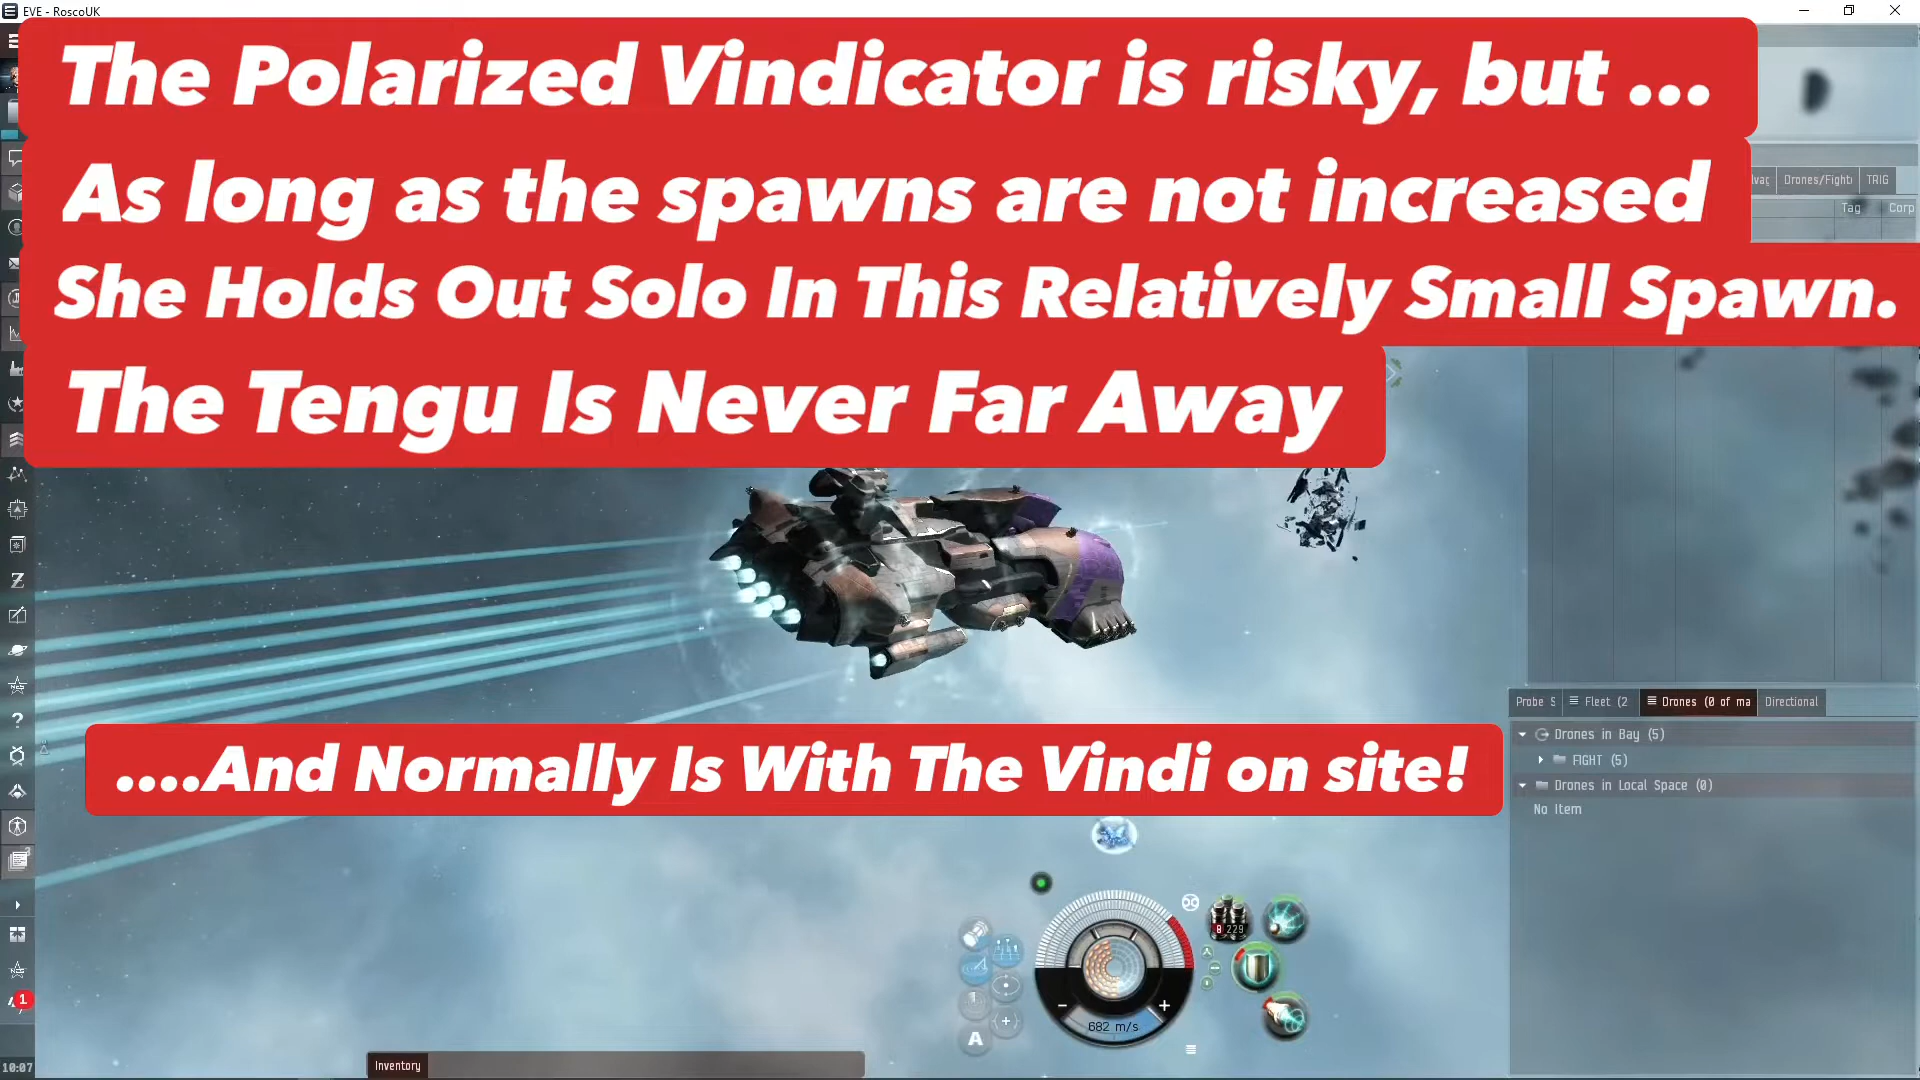 EVE - RoscoUK
The Polarized Vindicator is risky, but ...
As long as the spawns are not increased
She Holds Out Solo In This Relatively Small Spawn.
The Tengu Is Never Far Away
Drones/Fight TRIG
Tag Corp
Probe S Fleet (2 Drones (0 of ma Directional
Drones in Bay (5)
FIGHT (5)
Drones in Local Space (0)
No Item
....And Normally Is With The Vindi on site!
229
682 m/s
A
1
Inventory
10:07